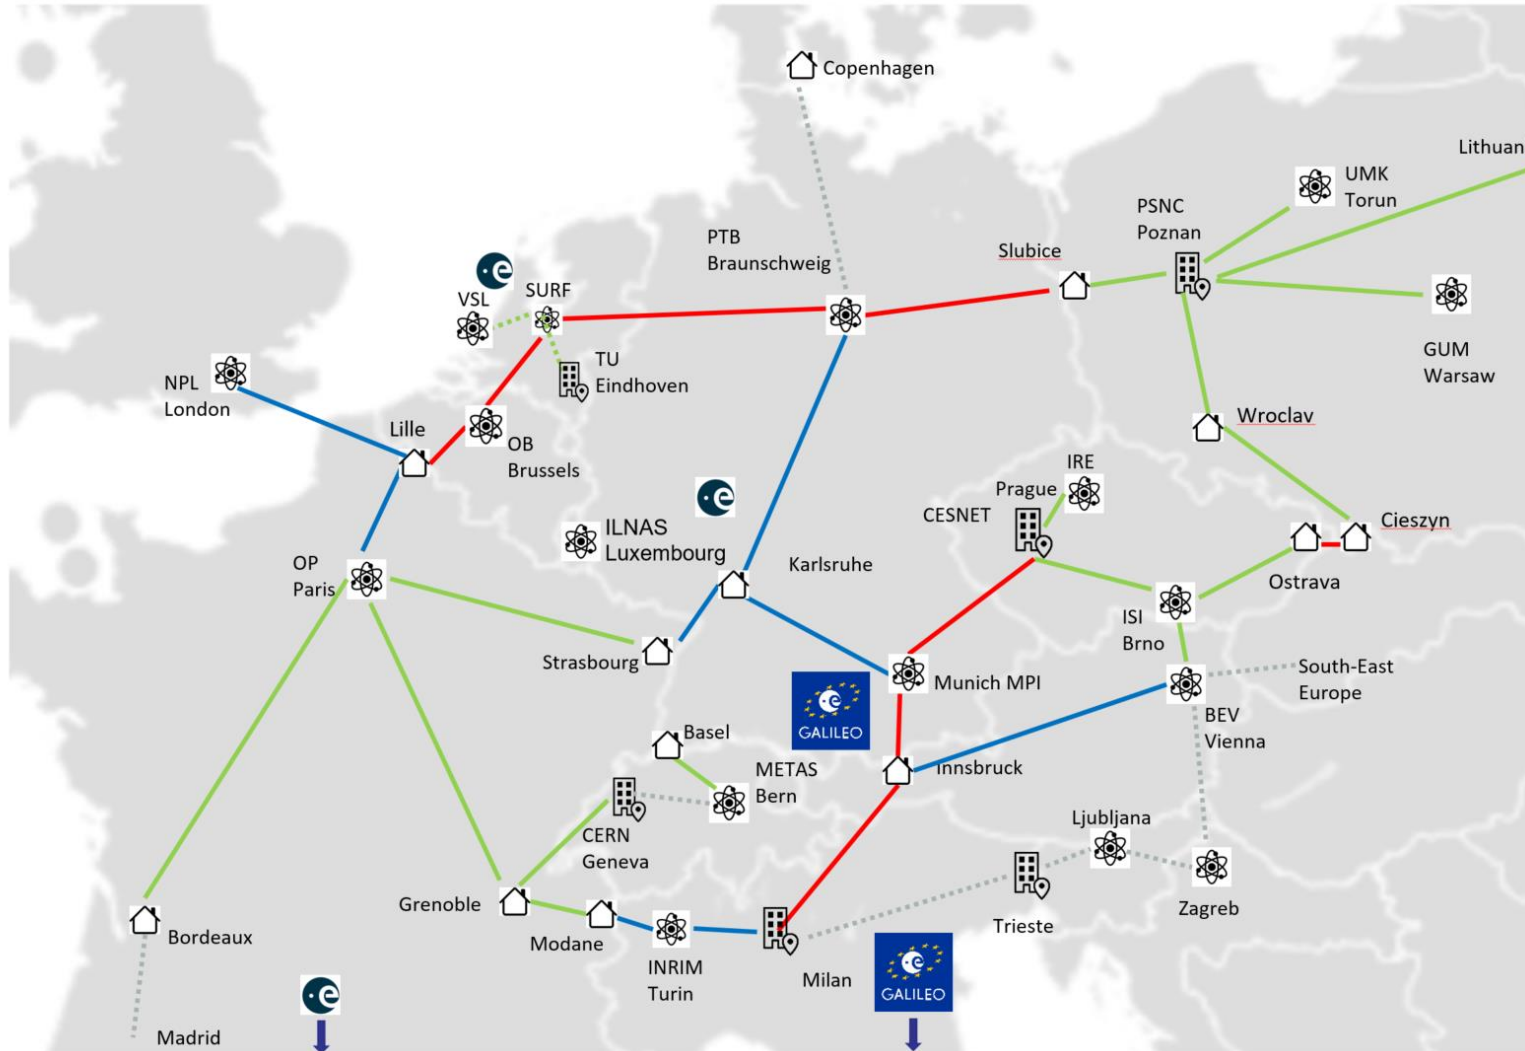 Copenhagen
Lithuan
UMK
Torun
PSNC
Poznan
PTB
Braunschweig
Slubice
VSL
SURF
TU
Eindhoven
GUM
Warsaw
NPL
London
Lille
OB
Brussels
Wroclav
IRE
Prague
CESNET
Cieszyn
ILNAS
Luxembourg
Karlsruhe
Ostrava
OP
Paris
ISI
Brno
Strasbourg
Munich MPI
South-East
Europe
GALILEO
BEV
Vienna
Basel
METAS
Bern
Innsbruck
CERN
Geneva
Ljubljana
Grenoble
Modane
Bordeaux
INRIM
Turin
Milan
Trieste
Zagreb
GALILEO
Madrid